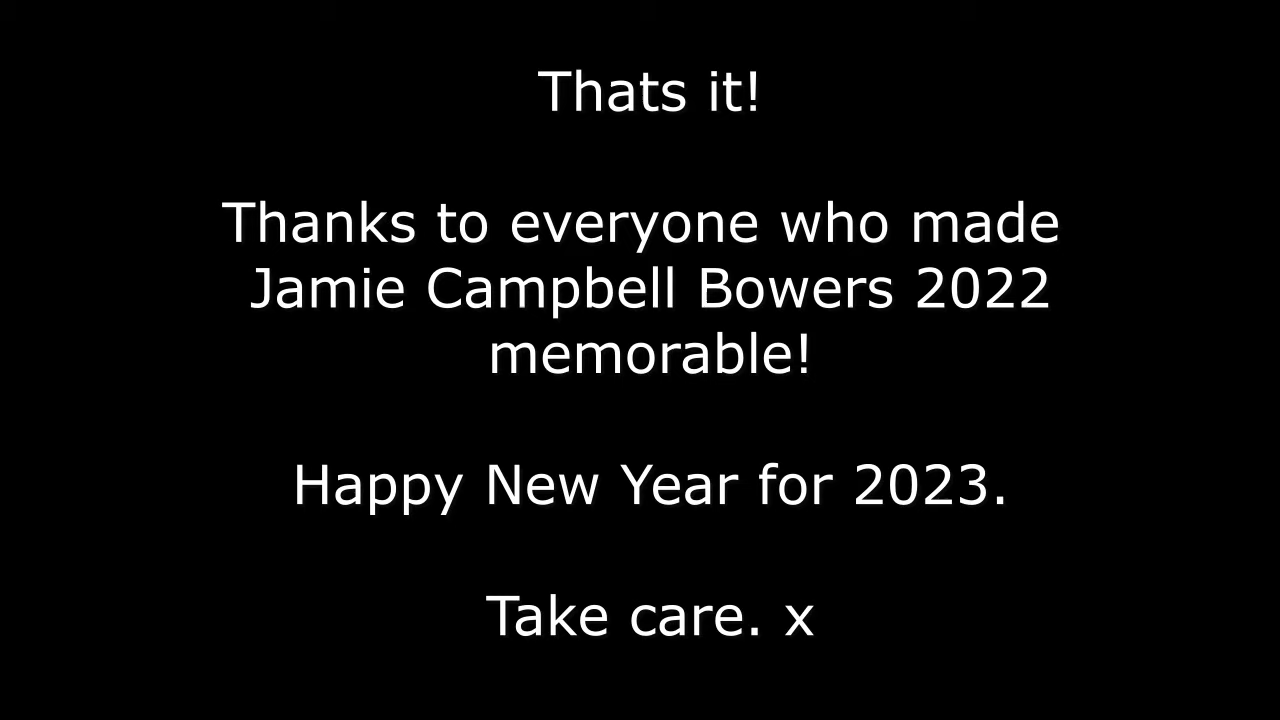 Thats it!
Thanks to everyone who made
Jamie Campbell Bowers 2022
memorable!
Happy New Year for 2023.
Take care. x